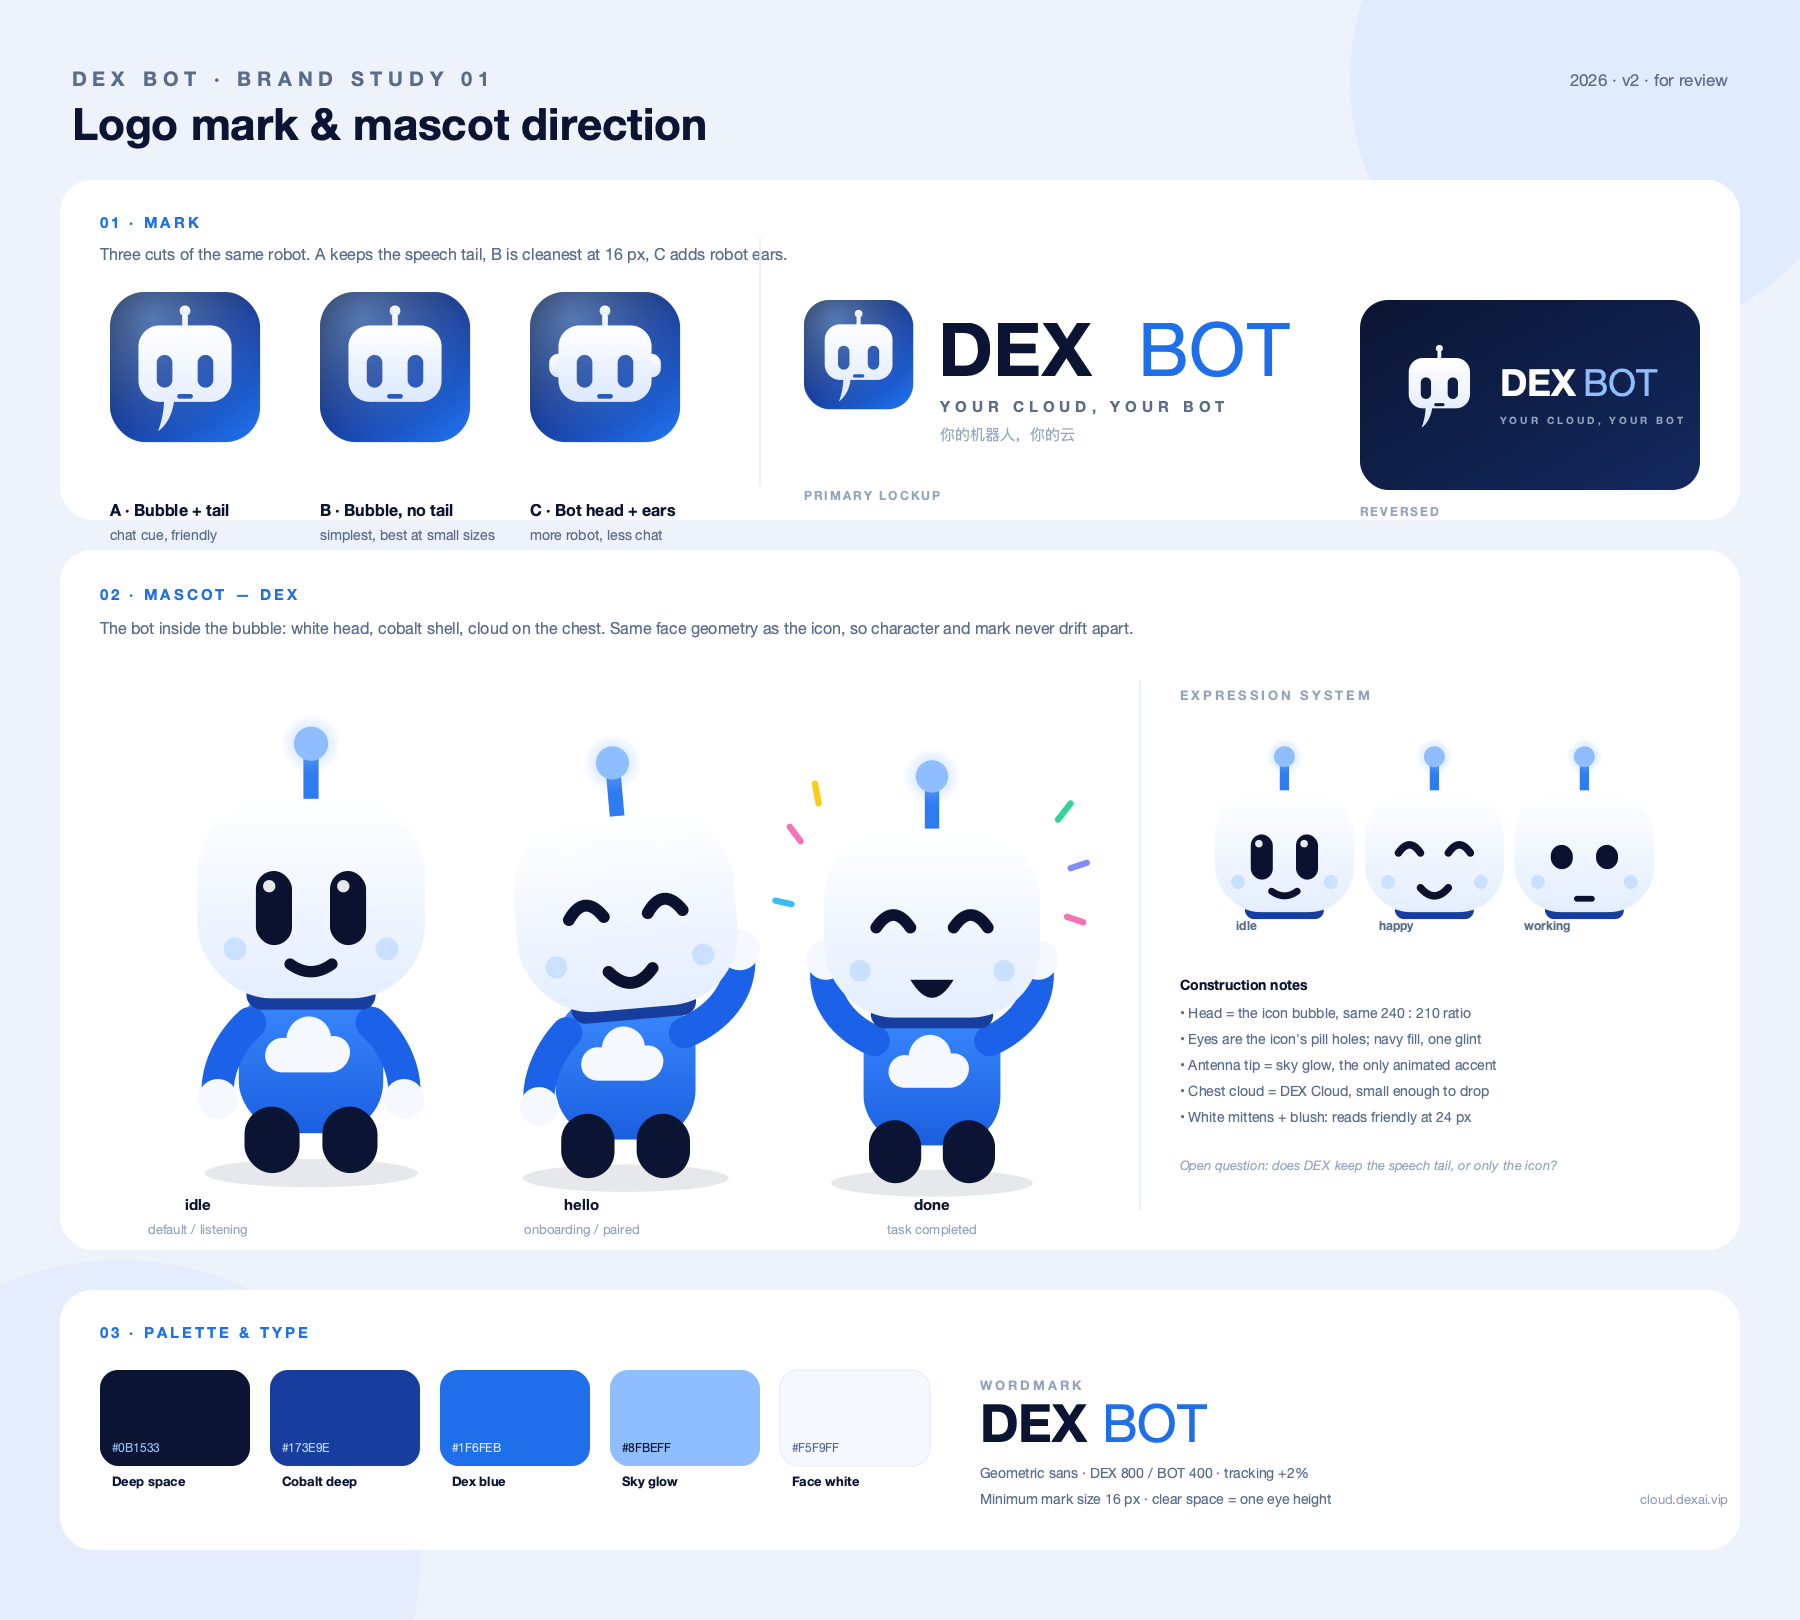 DEX BOT · BRAND STUDY 01
2026 · v2 · for review
Logo mark & mascot direction
01 · MARK
Three cuts of the same robot. A keeps the speech tail, B is cleanest at 16 px, C adds robot ears.
A · Bubble + tail
chat cue, friendly
B · Bubble, no tail
simplest, best at small sizes
C · Bot head + ears
more robot, less chat
DEX BOT
YOUR CLOUD, YOUR BOT
你的机器人，你的云
PRIMARY LOCKUP
DEX BOT
YOUR CLOUD, YOUR BOT
REVERSED
02 · MASCOT — DEX
The bot inside the bubble: white head, cobalt shell, cloud on the chest. Same face geometry as the icon, so character and mark never drift apart.
idle
default / listening
hello
onboarding / paired
done
task completed
EXPRESSION SYSTEM
idle
happy
working
Construction notes
• Head = the icon bubble, same 240 : 210 ratio
• Eyes are the icon's pill holes; navy fill, one glint
• Antenna tip = sky glow, the only animated accent
• Chest cloud = DEX Cloud, small enough to drop
• White mittens + blush: reads friendly at 24 px
Open question: does DEX keep the speech tail, or only the icon?
03 · PALETTE & TYPE
#0B1533
Deep space
#173E9E
Cobalt deep
#1F6FEB
Dex blue
#8FBEFF
Sky glow
#F5F9FF
Face white
WORDMARK
DEX BOT
Geometric sans · DEX 800 / BOT 400 · tracking +2%
Minimum mark size 16 px · clear space = one eye height
cloud.dexai.vip